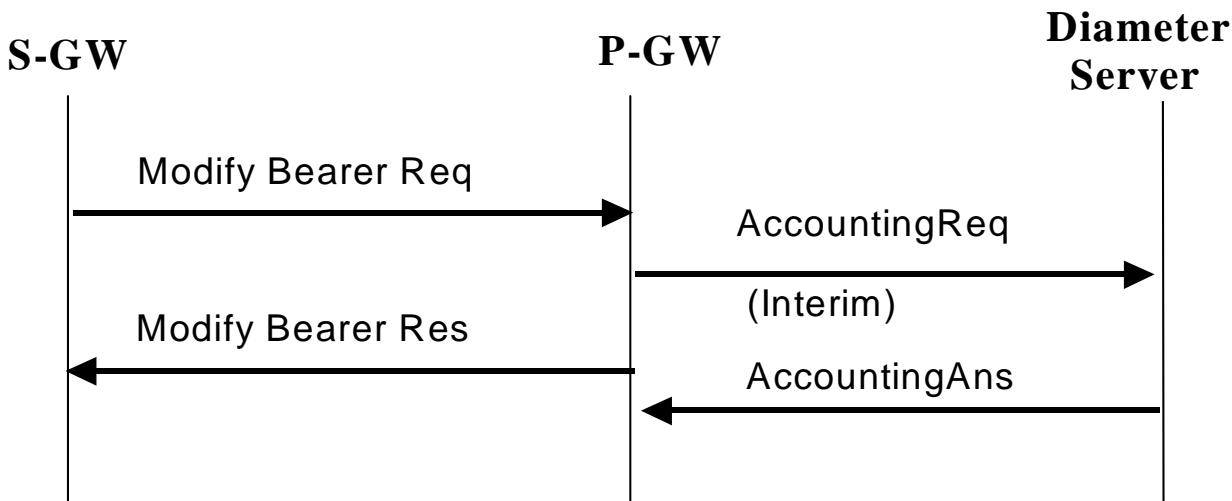 S-GW
P-GW
Diameter
Server
Modify Bearer Req
AccountingReq
(Interim)
Modify Bearer Res
AccountingAns